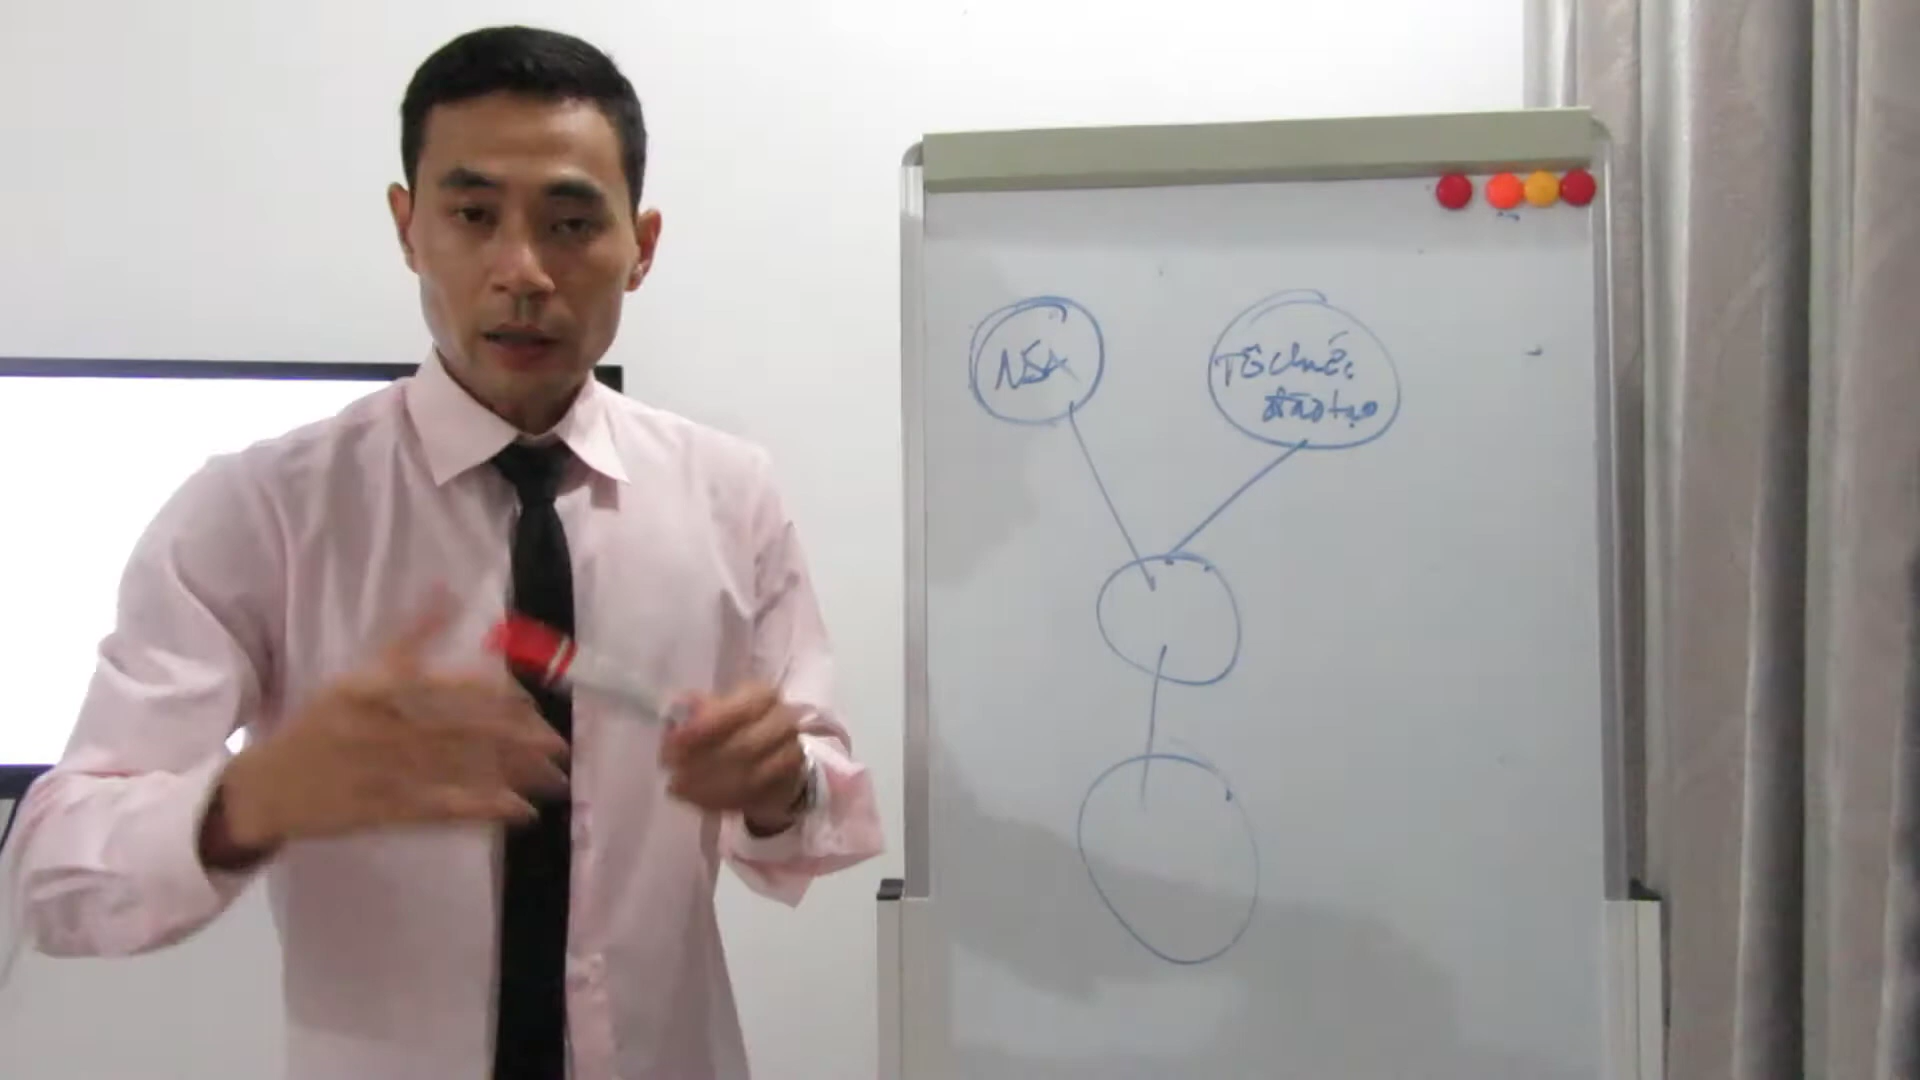 NSA
Tổ chức
đào tạo